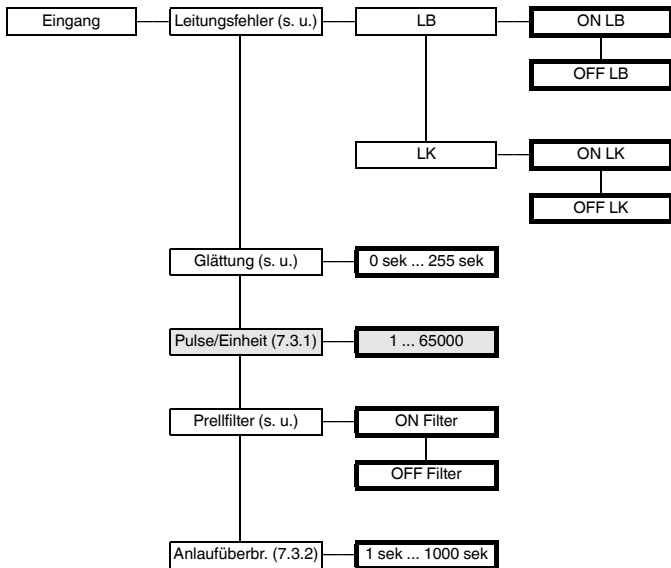 Eingang
Leitungsfehler (s. u.)
LB
ON LB
OFF LB
LK
ON LK
OFF LK
Glättung (s. u.)
0 sek ... 255 sek
Pulse/Einheit (7.3.1)
1 ... 65000
Prellfilter (s. u.)
ON Filter
OFF Filter
Anlaufüberbr. (7.3.2)
1 sek ... 1000 sek